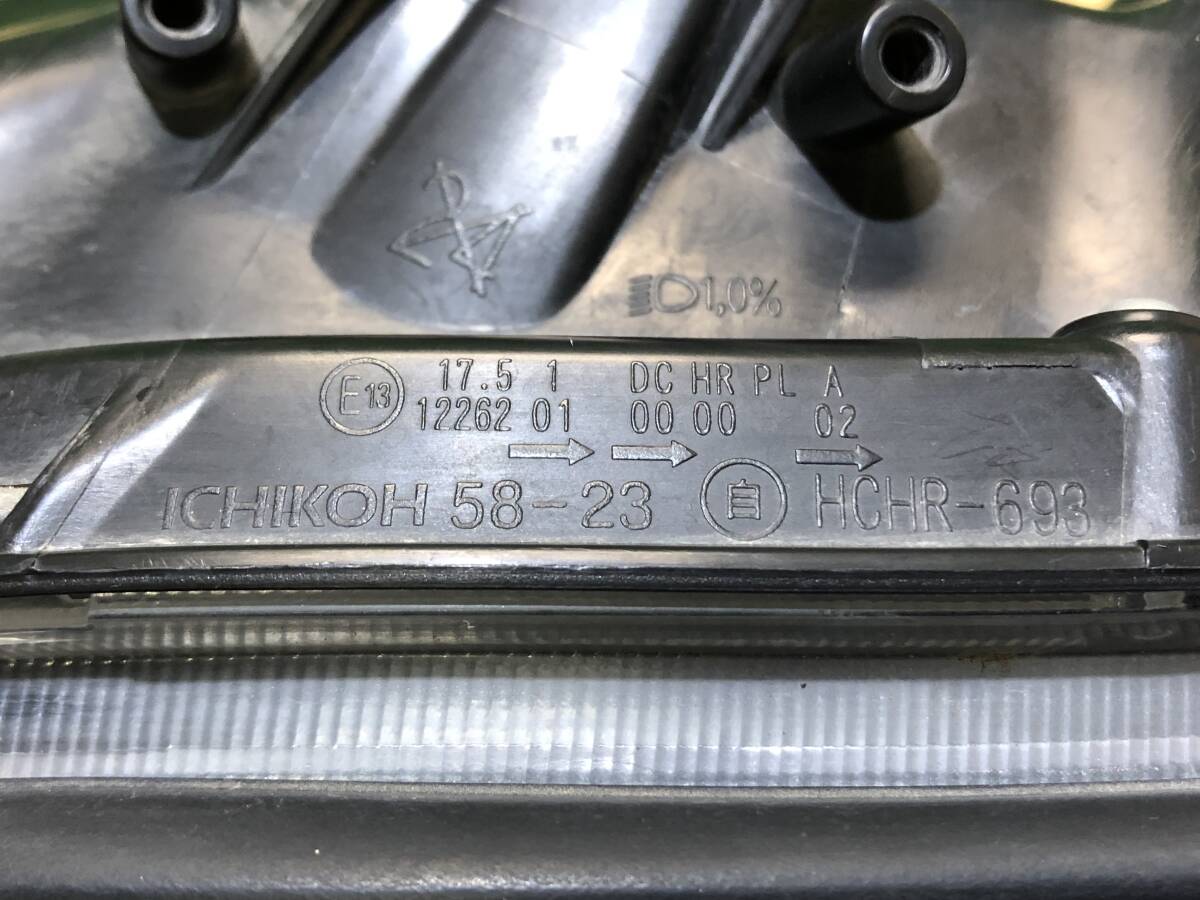 1,0%
E13 17.5 1 DC HR PL A
12262 01 00 00 02
ICHIKOH 58-23 自 HCHR-693